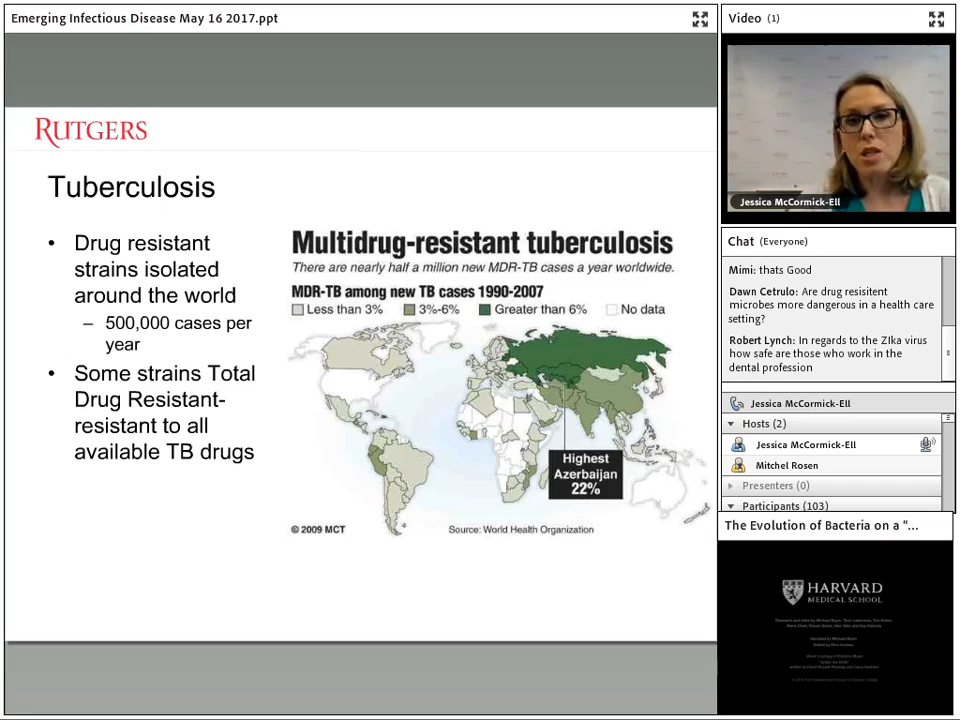 Emerging Infectious Disease May 16 2017.ppt
RUTGERS
Tuberculosis
• Drug resistant
strains isolated
around the world
– 500,000 cases per
year
• Some strains Total
Drug Resistant-
resistant to all
available TB drugs
Multidrug-resistant tuberculosis
There are nearly half a million new MDR-TB cases a year worldwide.
MDR-TB among new TB cases 1990-2007
Less than 3% 3%-6% Greater than 6% No data
Highest
Azerbaijan
22%
© 2009 MCT Source: World Health Organization
Video (1)
Jessica McCormick-Ell
Chat (Everyone)
Mimi: thats Good
Dawn Cetrulo: Are drug resisitent
microbes more dangerous in a health care
setting?
Robert Lynch: In regards to the ZIka virus
how safe are those who work in the
dental profession
Jessica McCormick-Ell
Hosts (2)
Jessica McCormick-Ell
Mitchel Rosen
Presenters (0)
Participants (103)
The Evolution of Bacteria on a “...
HARVARD
MEDICAL SCHOOL